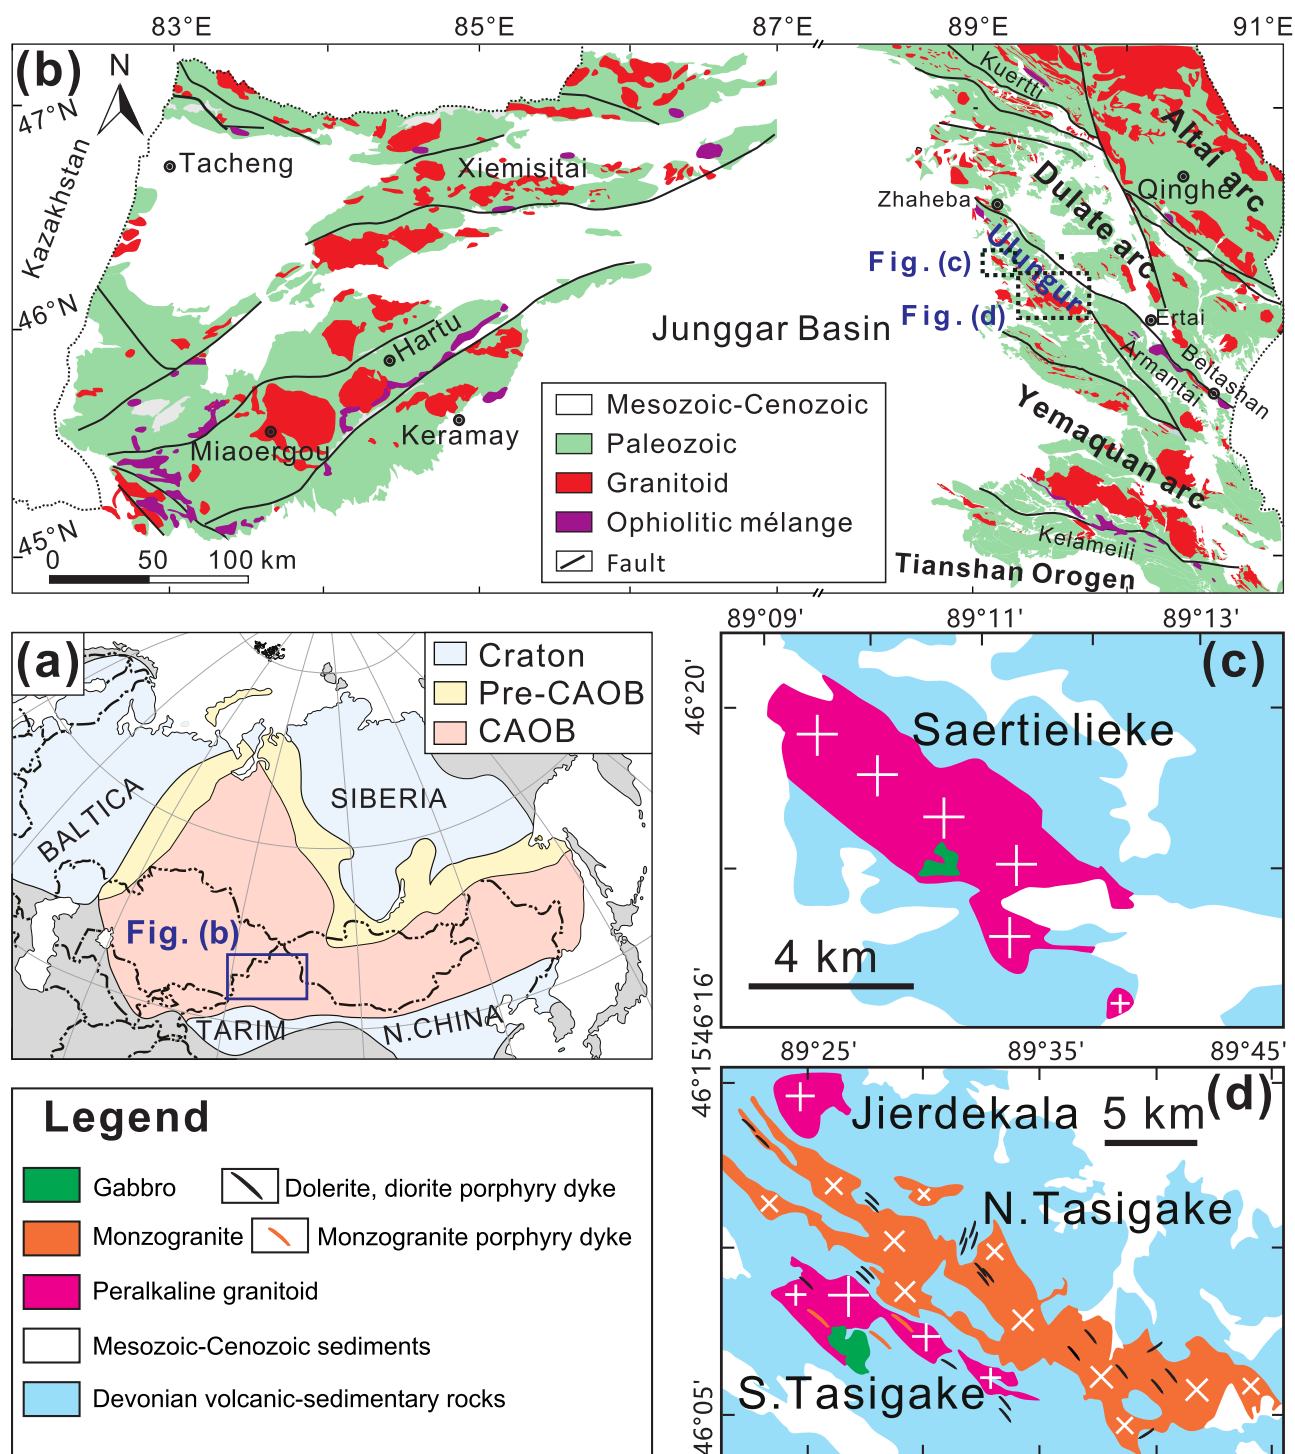 83°E
85°E
87°E
89°E
91°E
(b)
N
47°N
46°N
45°N
Kazakhstan
Tacheng
Xiemisitai
Hartu
Miaoergou
Keramay
Junggar Basin
0 50 100 km
Mesozoic-Cenozoic
Paleozoic
Granitoid
Ophiolitic mélange
Fault
Kuerti
Altai arc
Qinghe
Dulate arc
Zhaheba
Ulungur
Fig. (c)
Fig. (d)
Ertai
Beltashan
Armantai
Yemaquan arc
Kelameili
Tianshan Orogen
(a)
Craton
Pre-CAOB
CAOB
BALTICA
SIBERIA
Fig. (b)
TARIM
N.CHINA
89°09'
89°11'
89°13'
(c)
46°20'
Saertielieke
4 km
46°16'
89°25'
89°35'
89°45'
46°15'
(d)
Jierdekala
5 km
N.Tasigake
S.Tasigake
46°05'
Legend
Gabbro
Dolerite, diorite porphyry dyke
Monzogranite
Monzogranite porphyry dyke
Peralkaline granitoid
Mesozoic-Cenozoic sediments
Devonian volcanic-sedimentary rocks